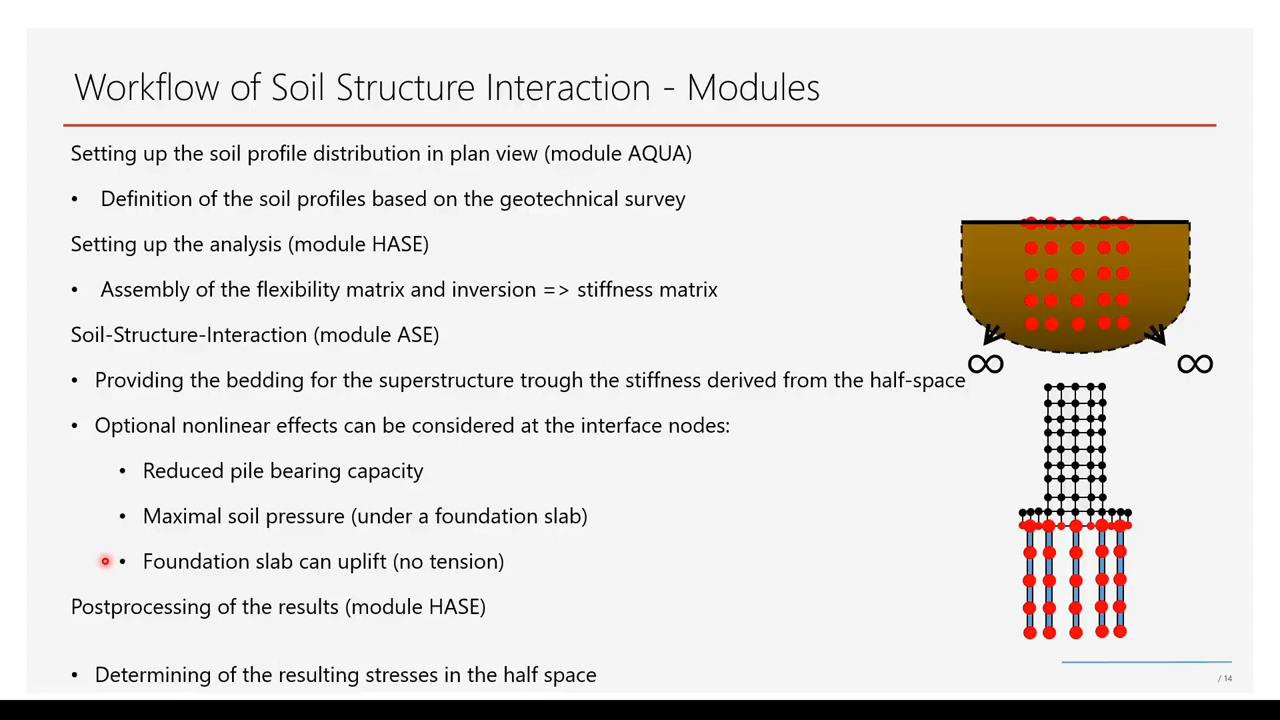 Workflow of Soil Structure Interaction - Modules
Setting up the soil profile distribution in plan view (module AQUA)
• Definition of the soil profiles based on the geotechnical survey
Setting up the analysis (module HASE)
• Assembly of the flexibility matrix and inversion => stiffness matrix
Soil-Structure-Interaction (module ASE)
• Providing the bedding for the superstructure trough the stiffness derived from the half-space
• Optional nonlinear effects can be considered at the interface nodes:
• Reduced pile bearing capacity
• Maximal soil pressure (under a foundation slab)
• Foundation slab can uplift (no tension)
Postprocessing of the results (module HASE)
• Determining of the resulting stresses in the half space
∞ ∞
/ 14